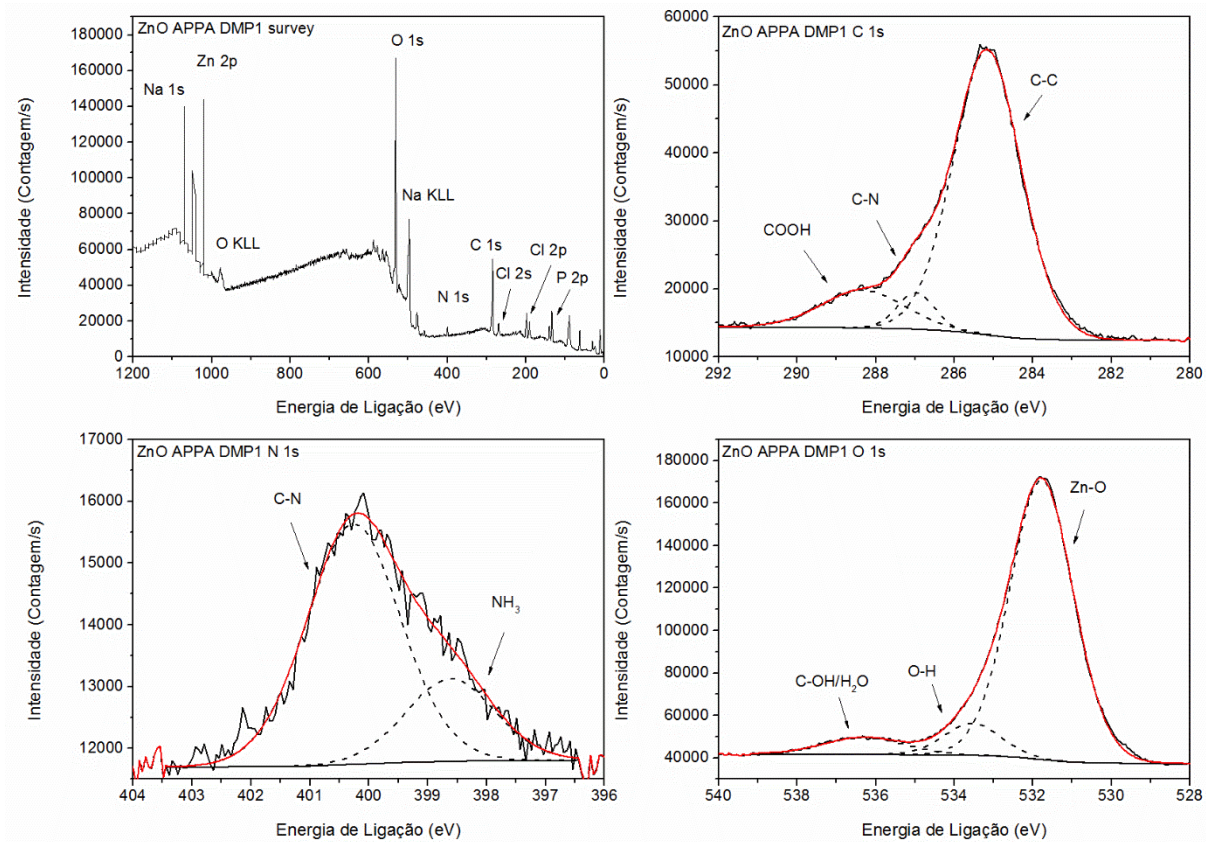 ZnO APPA DMP1 survey
180000
160000
140000
120000
100000
80000
60000
40000
20000
0
Intensidade (Contagem/s)
Na 1s
Zn 2p
O KLL
O 1s
Na KLL
N 1s
C 1s
Cl 2s
Cl 2p
P 2p
1200 1000 800 600 400 200 0
Energia de Ligação (eV)
ZnO APPA DMP1 C 1s
60000
50000
40000
30000
20000
10000
Intensidade (Contagem/s)
COOH
C-N
C-C
292 290 288 286 284 282 280
Energia de Ligação (eV)
ZnO APPA DMP1 N 1s
17000
16000
15000
14000
13000
12000
Intensidade (Contagem/s)
C-N
NH₃
404 403 402 401 400 399 398 397 396
Energia de Ligação (eV)
ZnO APPA DMP1 O 1s
180000
160000
140000
120000
100000
80000
60000
40000
Intensidade (Contagem/s)
C-OH/H₂O
O-H
Zn-O
540 538 536 534 532 530 528
Energia de Ligação (eV)